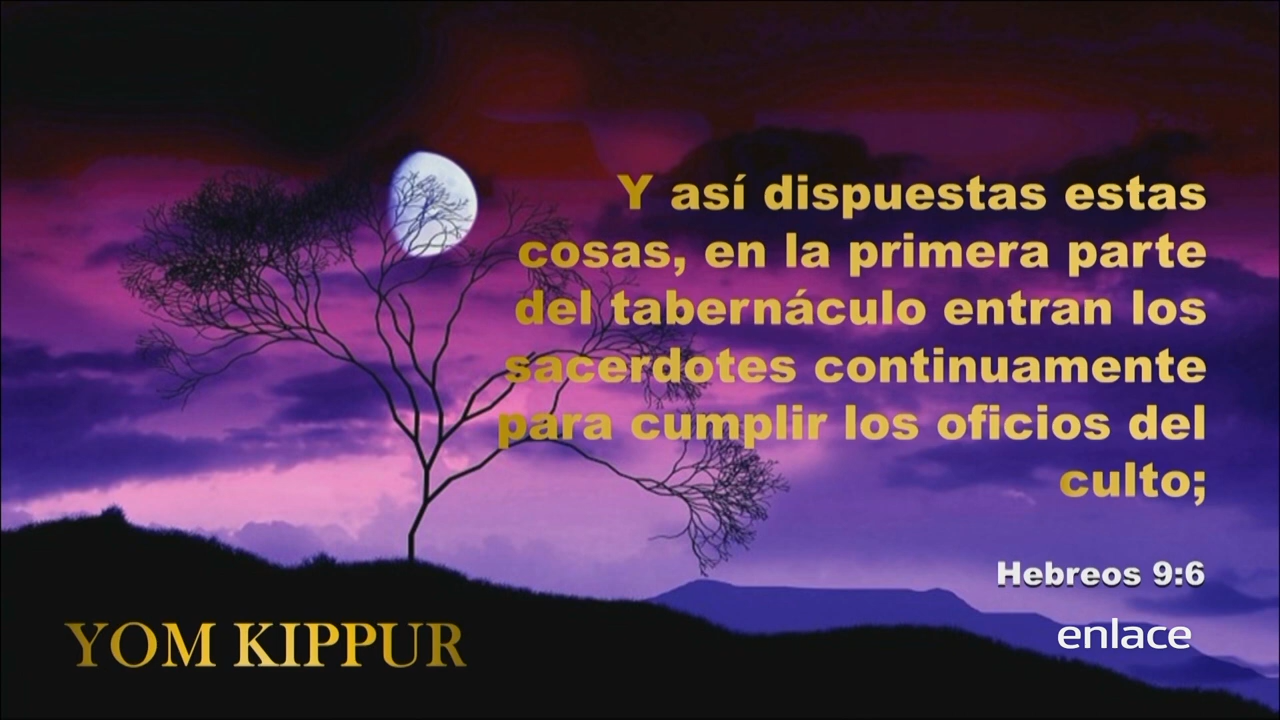 Y así dispuestas estas
cosas, en la primera parte
del tabernáculo entran los
sacerdotes continuamente
para cumplir los oficios del
culto;
Hebreos 9:6
YOM KIPPUR
enlace